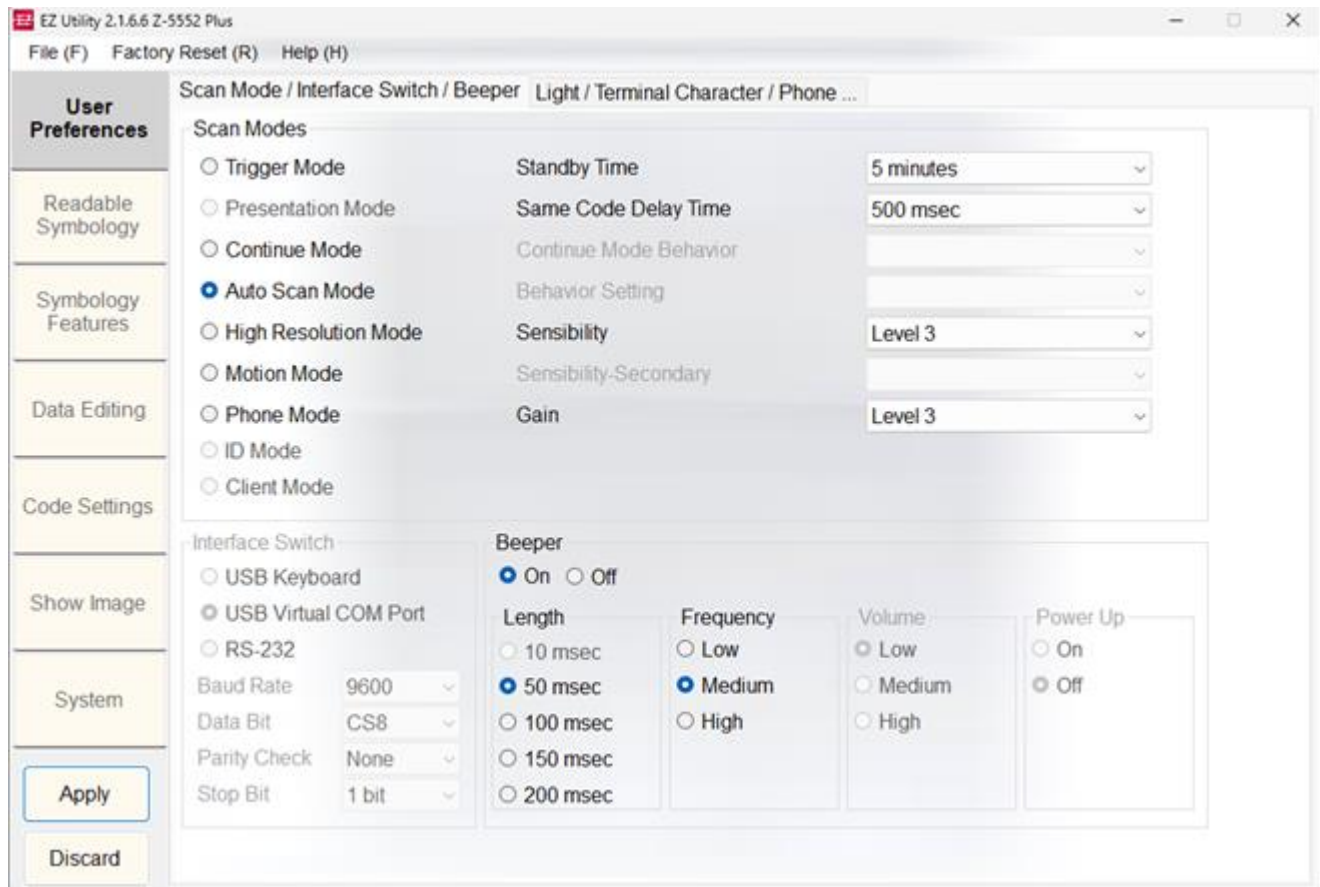 EZ Utility 2.1.6.6 Z-5552 Plus
File (F) Factory Reset (R) Help (H)
User
Preferences
Readable
Symbology
Symbology
Features
Data Editing
Code Settings
Show Image
System
Apply
Discard
Scan Mode / Interface Switch / Beeper Light / Terminal Character / Phone ...
Scan Modes
Trigger Mode Standby Time 5 minutes
Presentation Mode Same Code Delay Time 500 msec
Continue Mode Continue Mode Behavior
Auto Scan Mode Behavior Setting
High Resolution Mode Sensibility Level 3
Motion Mode Sensibility-Secondary
Phone Mode Gain Level 3
ID Mode
Client Mode
Interface Switch
USB Keyboard
USB Virtual COM Port
RS-232
Baud Rate 9600
Data Bit CS8
Parity Check None
Stop Bit 1 bit
Beeper
On Off
Length
10 msec
50 msec
100 msec
150 msec
200 msec
Frequency
Low
Medium
High
Volume
Low
Medium
High
Power Up
On
Off